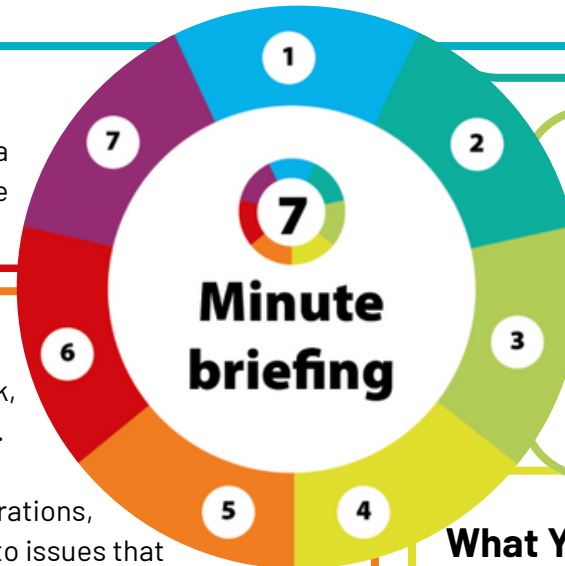 1
2
3
4
5
6
7
7
Minute
briefing
a
rations,
to issues that
What